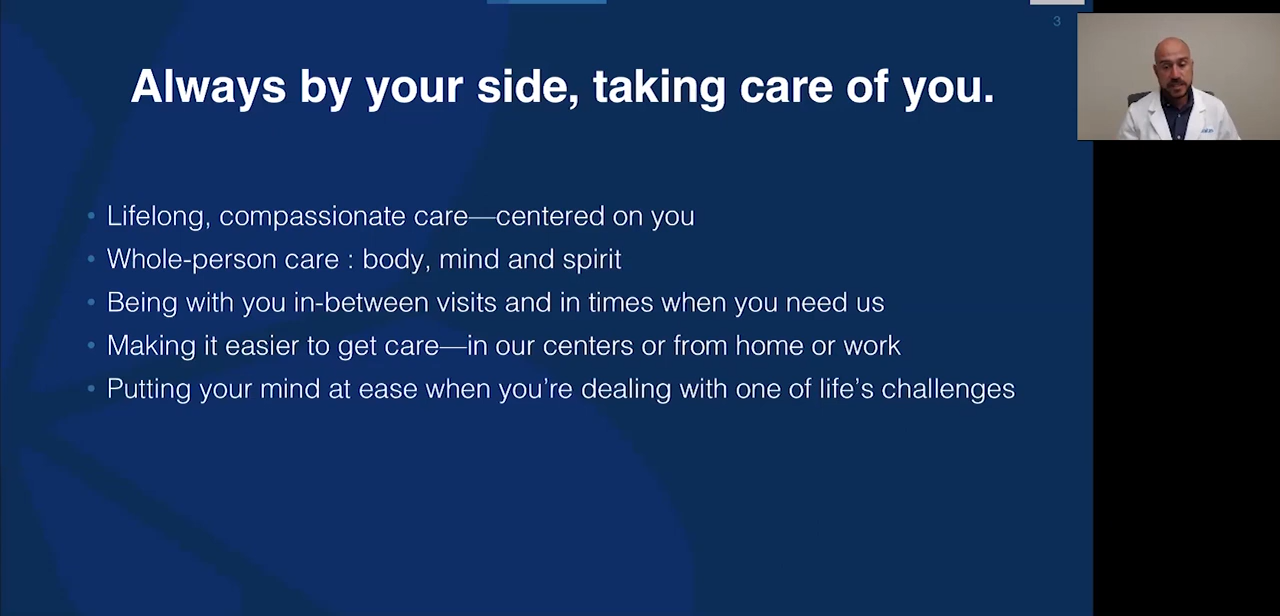 3
Always by your side, taking care of you.
• Lifelong, compassionate care—centered on you
• Whole-person care : body, mind and spirit
• Being with you in-between visits and in times when you need us
• Making it easier to get care—in our centers or from home or work
• Putting your mind at ease when you’re dealing with one of life’s challenges